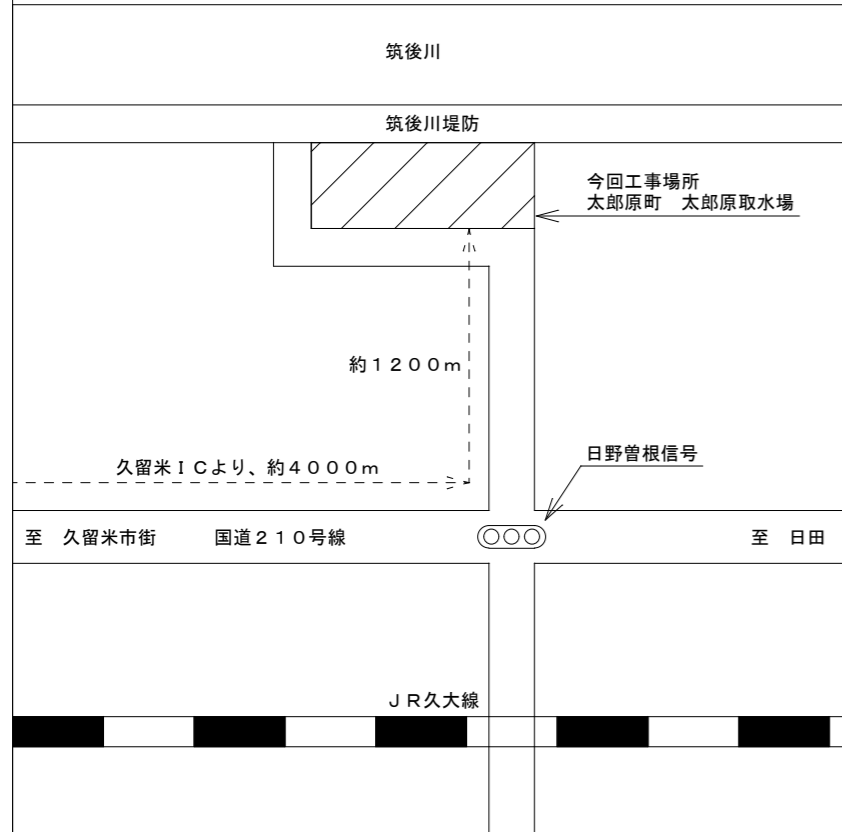 筑後川
筑後川堤防
今回工事場所
太郎原町　太郎原取水場
約１２００ｍ
久留米ＩＣより、約４０００ｍ
日野曽根信号
至　久留米市街
国道２１０号線
至　日田
ＪＲ久大線